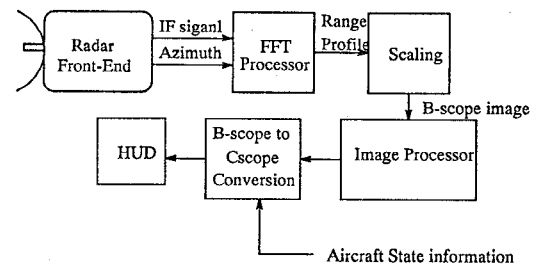 Radar
Front-End
IF siganl
Azimuth
FFT
Processor
Range
Profile
Scaling
B-scope image
Image Processor
B-scope to
Cscope
Conversion
HUD
Aircraft State information